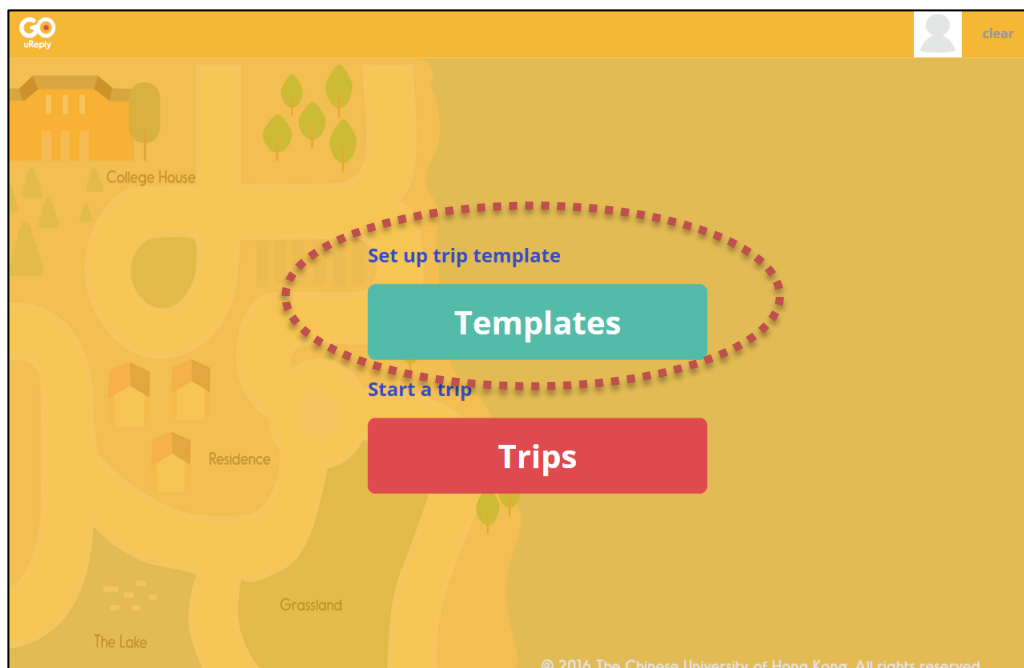 GO
uReply
clear
College House
Set up trip template
Templates
Start a trip
Trips
Residence
Grassland
The Lake
© 2016 The Chinese University of Hong Kong. All rights reserved